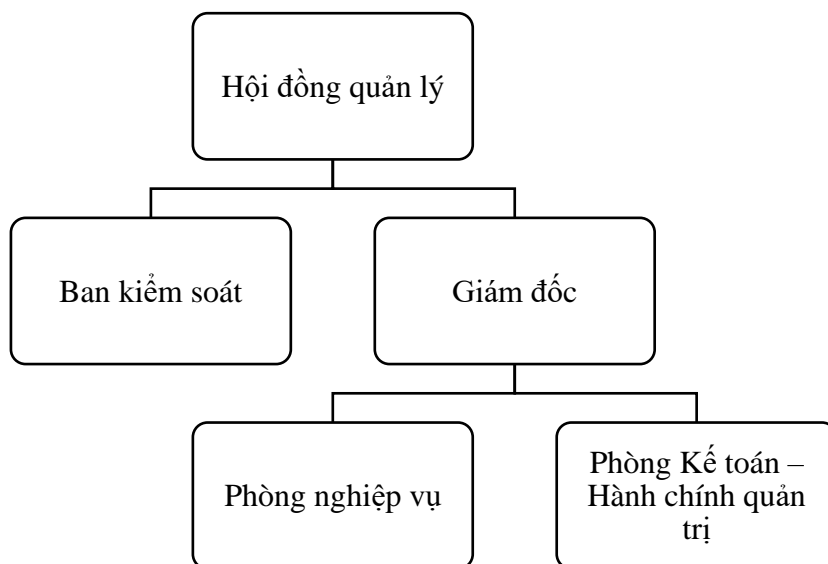 Hội đồng quản lý
Ban kiểm soát
Giám đốc
Phòng nghiệp vụ
Phòng Kế toán –
Hành chính quản
trị